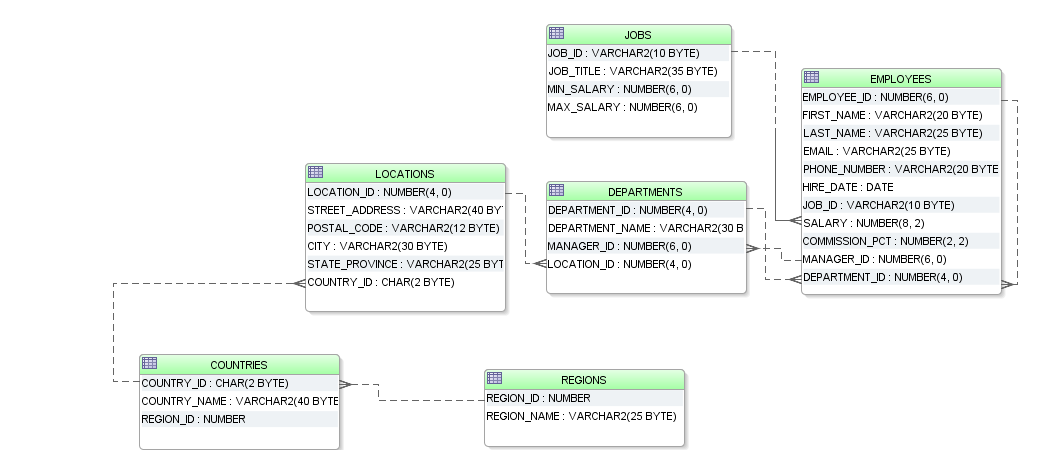 JOBS
JOB_ID : VARCHAR2(10 BYTE)
JOB_TITLE : VARCHAR2(35 BYTE)
MIN_SALARY : NUMBER(6, 0)
MAX_SALARY : NUMBER(6, 0)
EMPLOYEES
EMPLOYEE_ID : NUMBER(6, 0)
FIRST_NAME : VARCHAR2(20 BYTE)
LAST_NAME : VARCHAR2(25 BYTE)
EMAIL : VARCHAR2(25 BYTE)
PHONE_NUMBER : VARCHAR2(20 BYTE
HIRE_DATE : DATE
JOB_ID : VARCHAR2(10 BYTE)
SALARY : NUMBER(8, 2)
COMMISSION_PCT : NUMBER(2, 2)
MANAGER_ID : NUMBER(6, 0)
DEPARTMENT_ID : NUMBER(4, 0)
LOCATIONS
LOCATION_ID : NUMBER(4, 0)
STREET_ADDRESS : VARCHAR2(40 BYT
POSTAL_CODE : VARCHAR2(12 BYTE)
CITY : VARCHAR2(30 BYTE)
STATE_PROVINCE : VARCHAR2(25 BYT
COUNTRY_ID : CHAR(2 BYTE)
DEPARTMENTS
DEPARTMENT_ID : NUMBER(4, 0)
DEPARTMENT_NAME : VARCHAR2(30 B
MANAGER_ID : NUMBER(6, 0)
LOCATION_ID : NUMBER(4, 0)
COUNTRIES
COUNTRY_ID : CHAR(2 BYTE)
COUNTRY_NAME : VARCHAR2(40 BYTE
REGION_ID : NUMBER
REGIONS
REGION_ID : NUMBER
REGION_NAME : VARCHAR2(25 BYTE)